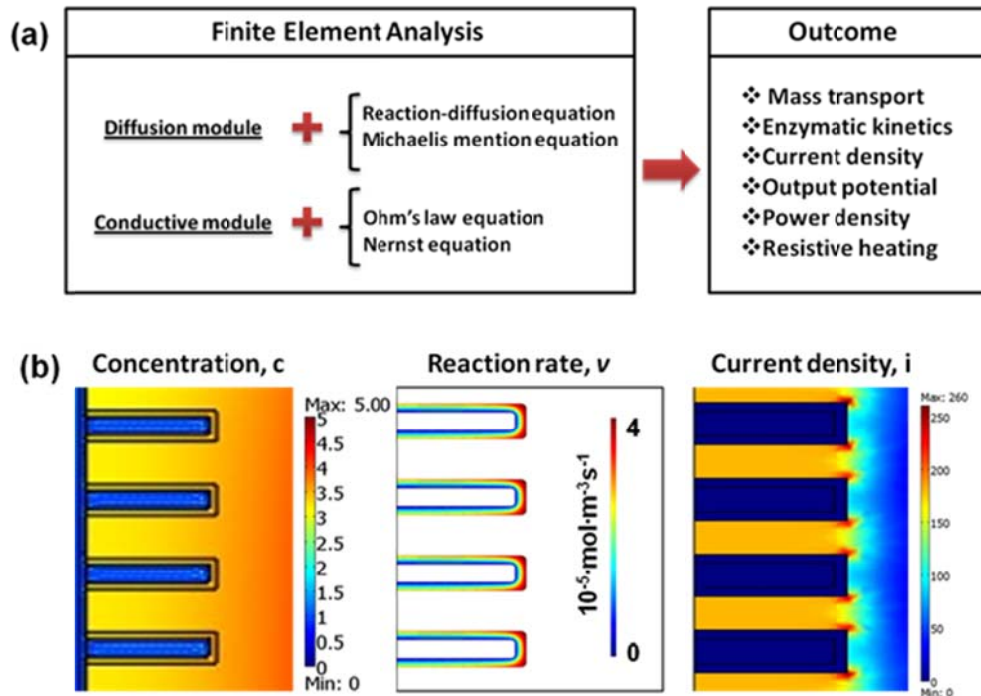 (a)
Finite Element Analysis
Diffusion module
Reaction-diffusion equation
Michaelis mention equation
Conductive module
Ohm's law equation
Nernst equation
Outcome
❖ Mass transport
❖Enzymatic kinetics
❖Current density
❖Output potential
❖Power density
❖Resistive heating
(b)
Concentration, c
Max: 5.00
5
4.5
4
3.5
3
2.5
2
1.5
1
0.5
0
Min: 0
Reaction rate, v
4
10⁻⁵·mol·m⁻³s⁻¹
0
Current density, i
Max: 260
250
200
150
100
50
0
Min: 0